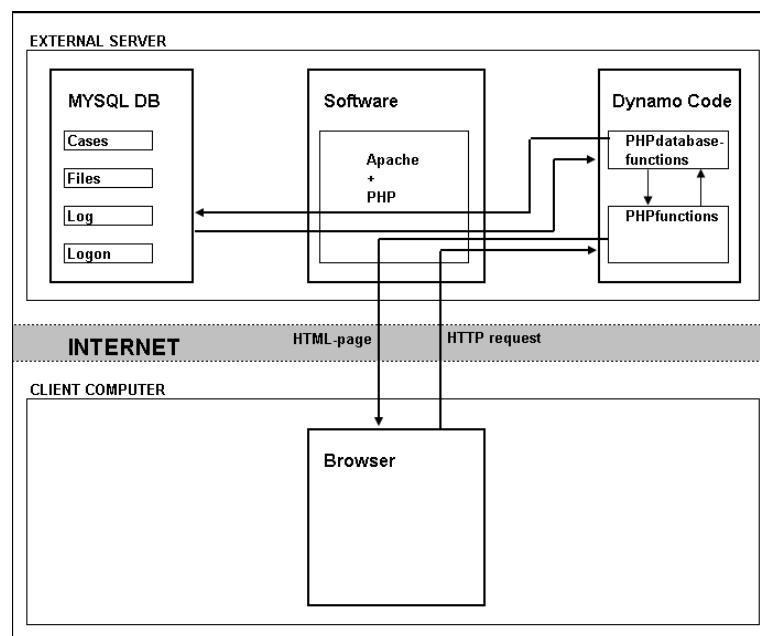 EXTERNAL SERVER
MYSQL DB
Cases
Files
Log
Logon
Software
Apache
+
PHP
Dynamo Code
PHPdatabase-
functions
PHPfunctions
INTERNET
HTML-page
HTTP request
CLIENT COMPUTER
Browser